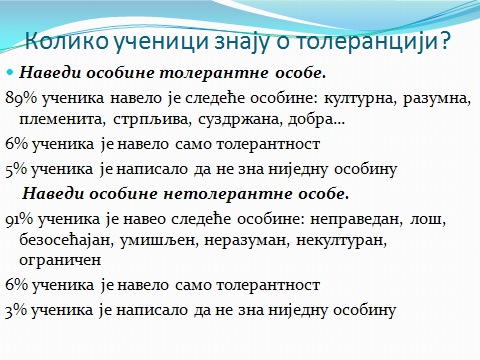 Колико ученици знају о толеранцији?
Наведи особине толерантне особе.
89% ученика навело је следеће особине: културна, разумна,
племенита, стрпљива, суздржана, добра...
6% ученика је навело само толерантност
5% ученика је написало да не зна ниједну особину
Наведи особине нетолерантне особе.
91% ученика је навео следеће особине: неправедан, лош,
безосећајан, умишљен, неразуман, некултуран,
ограничен
6% ученика је навело само толерантност
3% ученика је написало да не зна ниједну особину